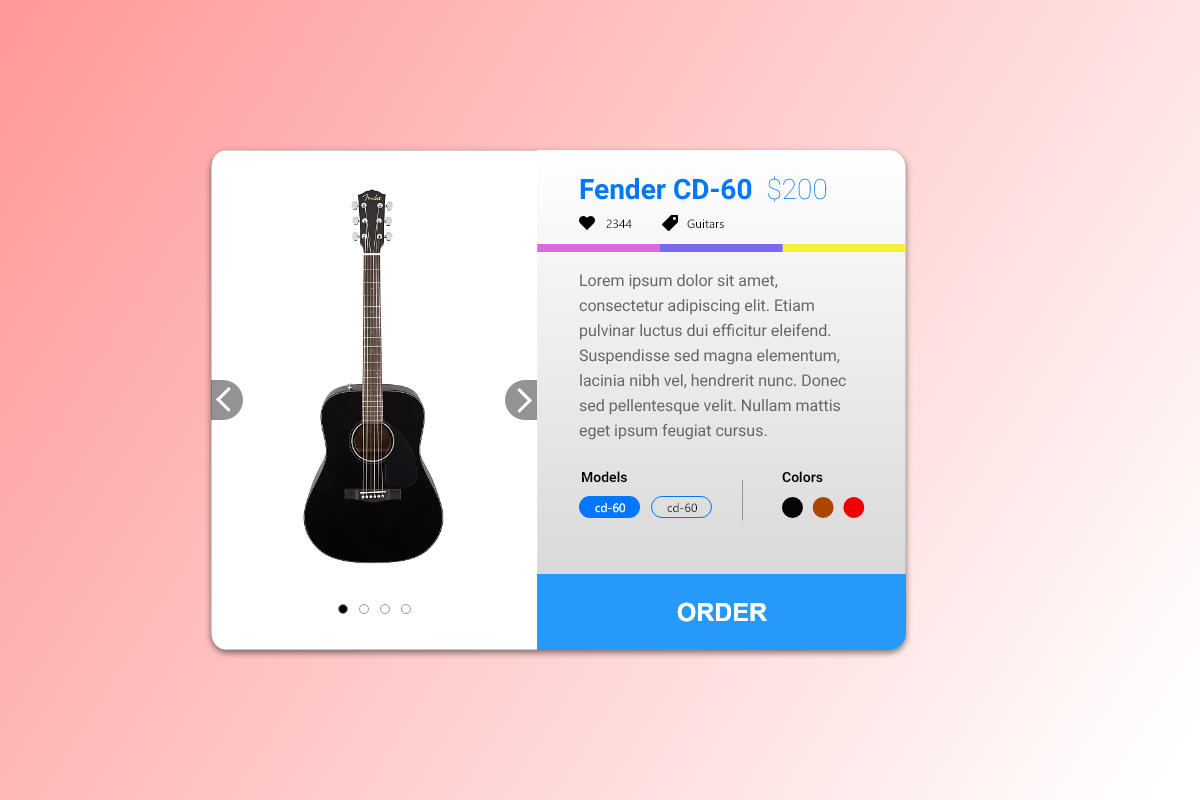 Fender
Fender CD-60 $200
2344 Guitars
Lorem ipsum dolor sit amet,
consectetur adipiscing elit. Etiam
pulvinar luctus dui efficitur eleifend.
Suspendisse sed magna elementum,
lacinia nibh vel, hendrerit nunc. Donec
sed pellentesque velit. Nullam mattis
eget ipsum feugiat cursus.
Models Colors
cd-60 cd-60
ORDER